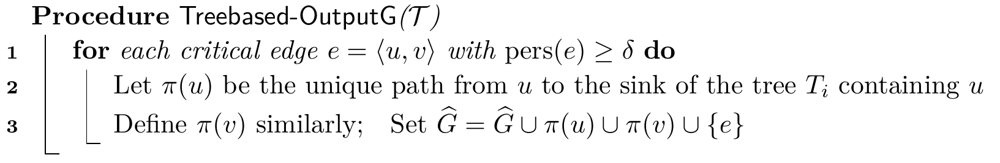 Procedure Treebased-OutputG(𝒯)
1 for each critical edge e = ⟨u, v⟩ with pers(e) ≥ δ do
2 Let π(u) be the unique path from u to the sink of the tree Tᵢ containing u
3 Define π(v) similarly; Set Ĝ = Ĝ ∪ π(u) ∪ π(v) ∪ {e}